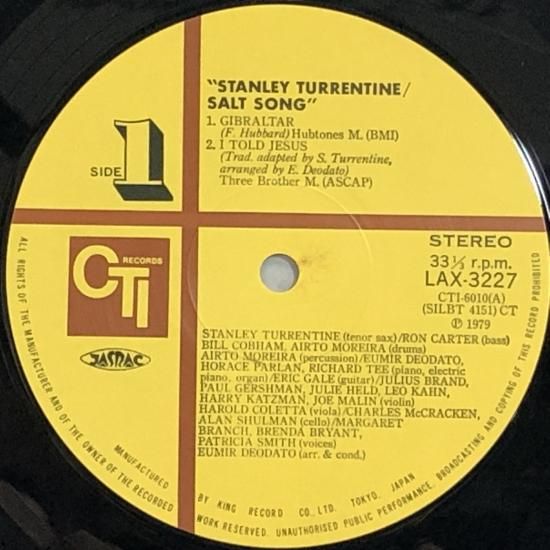 "STANLEY TURRENTINE/
SALT SONG"
1. GIBRALTAR
(F. Hubbard) Hubtones M. (BMI)
2. I TOLD JESUS
(Trad. adapted by S. Turrentine,
arranged by E. Deodato)
Three Brother M. (ASCAP)
SIDE 1
CTI RECORDS
JASRAC
STEREO
33⅓ r.p.m.
LAX-3227
CTI-6010(A)
(SILBT 4151) CT
Ⓟ 1979
STANLEY TURRENTINE (tenor sax)/RON CARTER (bass)
BILL COBHAM, AIRTO MOREIRA (drums)
AIRTO MOREIRA (percussion)/EUMIR DEODATO,
HORACE PARLAN, RICHARD TEE (piano, electric
piano, organ)/ERIC GALE (guitar)/JULIUS BRAND,
PAUL GERSHMAN, JULIE HELD, LEO KAHN,
HARRY KATZMAN, JOE MALIN (violin)
HAROLD COLETTA (viola)/CHARLES McCRACKEN,
ALAN SHULMAN (cello)/MARGARET
BRANCH, BRENDA BRYANT,
PATRICIA SMITH (voices)
EUMIR DEODATO (arr. & cond.)
ALL RIGHTS OF THE MANUFACTURER AND OF THE OWNER OF THE RECORDED
WORK RESERVED. UNAUTHORISED PUBLIC PERFORMANCE, BROADCASTING AND COPYING OF THIS RECORD PROHIBITED
MANUFACTURED BY KING RECORD CO., LTD. TOKYO, JAPAN